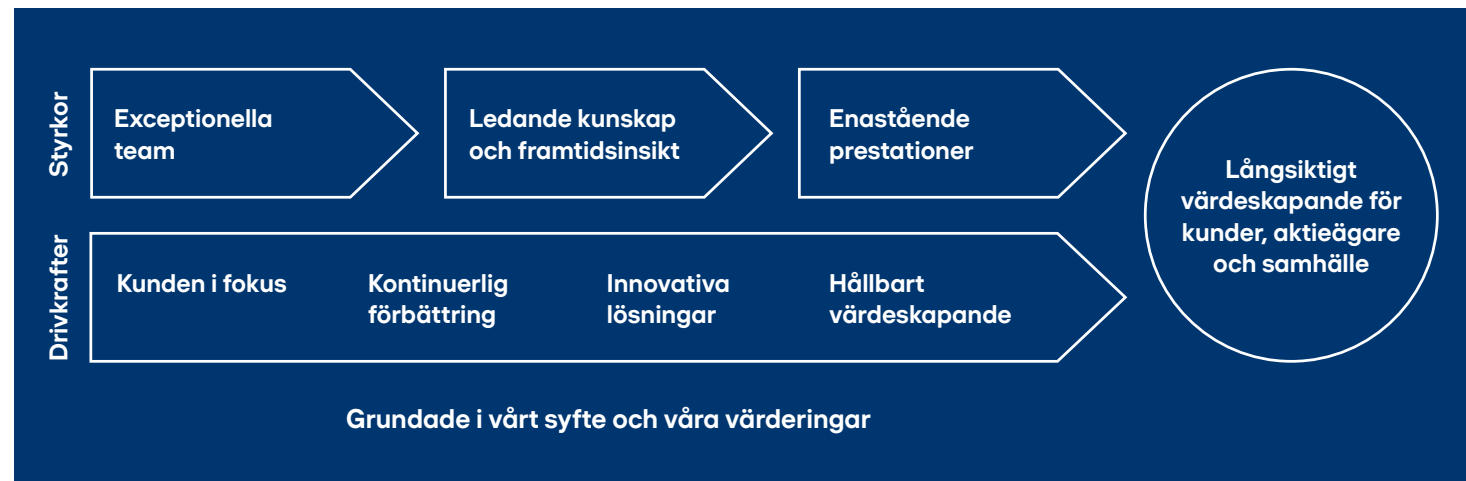 Styrkor
Exceptionella
team
Ledande kunskap
och framtidsinsikt
Enastående
prestationer
Drivkrafter
Kunden i fokus
Kontinuerlig
förbättring
Innovativa
lösningar
Hållbart
värdeskapande
Långsiktigt
värdeskapande för
kunder, aktieägare
och samhälle
Grundade i vårt syfte och våra värderingar